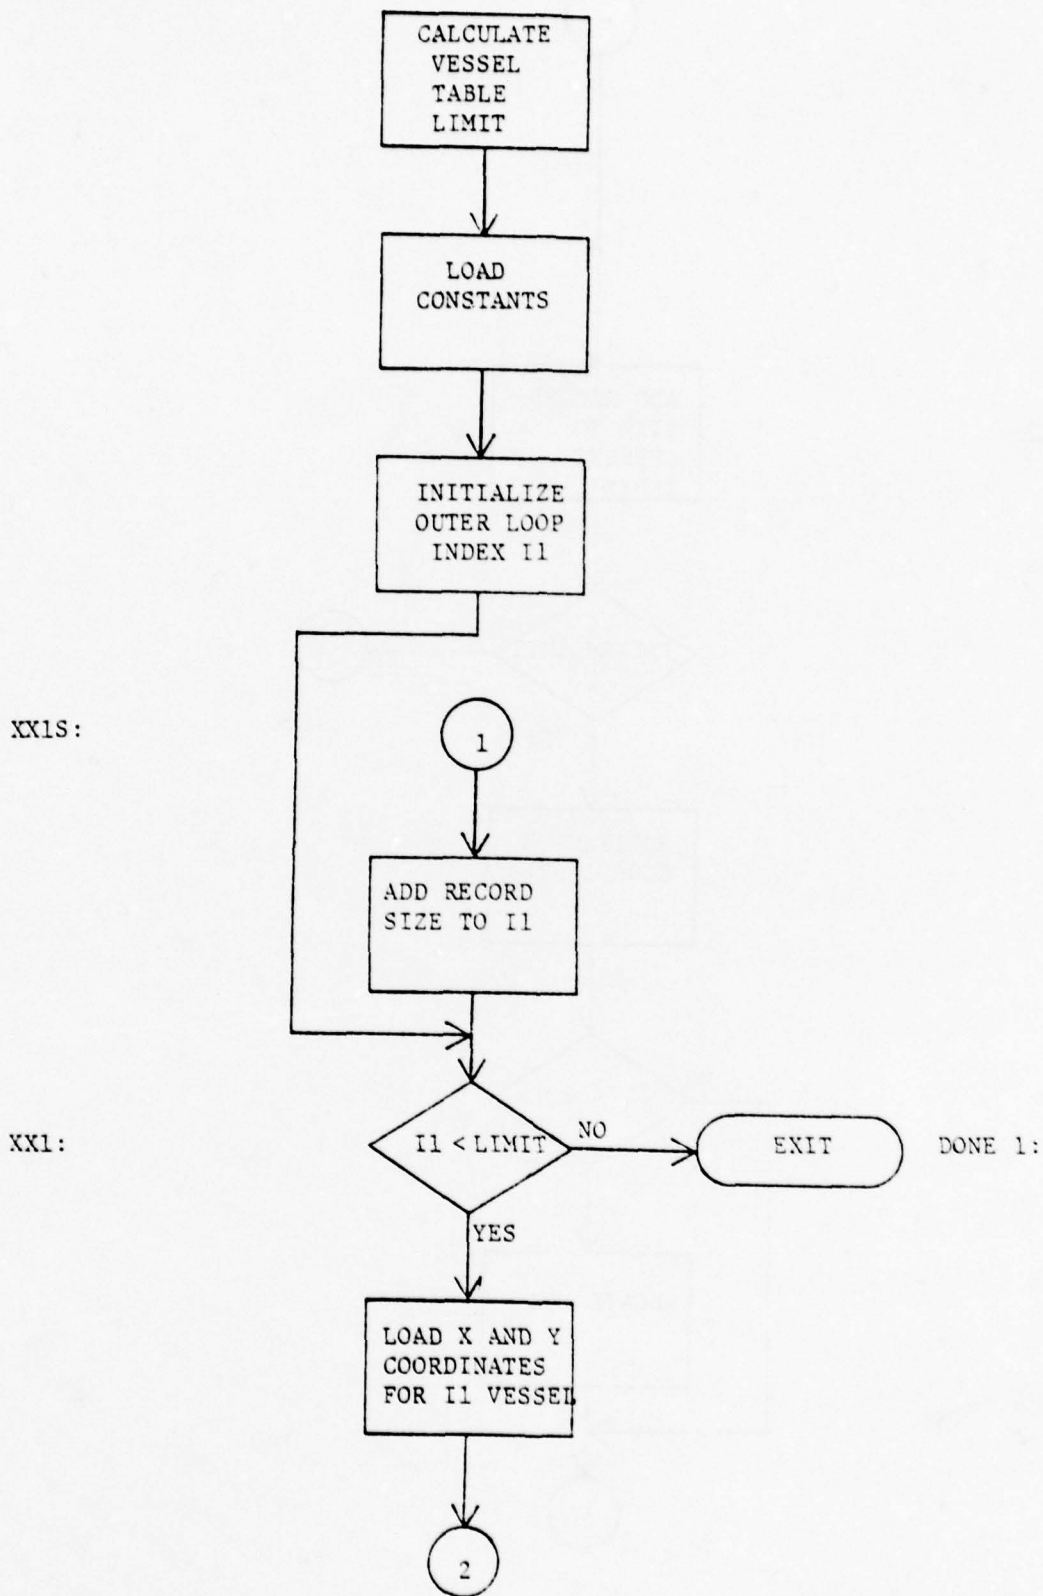 CALCULATE
VESSEL
TABLE
LIMIT
LOAD
CONSTANTS
INITIALIZE
OUTER LOOP
INDEX I1
XX1S:
1
ADD RECORD
SIZE TO I1
XX1:
I1 < LIMIT
NO
EXIT
DONE 1:
YES
LOAD X AND Y
COORDINATES
FOR I1 VESSEL
2